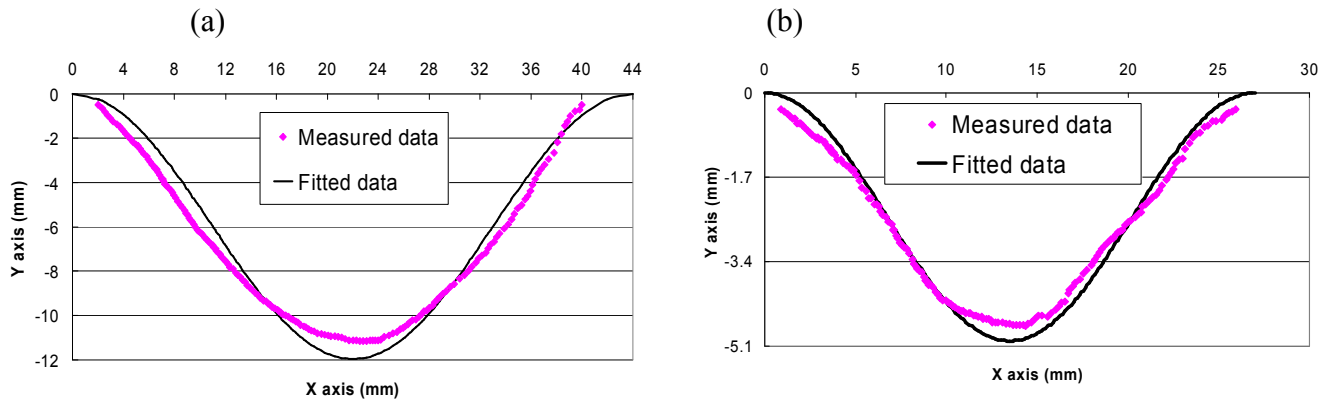 (a)
0 4 8 12 16 20 24 28 32 36 40 44
0
-2
-4
-6
-8
-10
-12
Y axis (mm)
Measured data
Fitted data
X axis (mm)
(b)
0 5 10 15 20 25 30
0
-1.7
-3.4
-5.1
Y axis (mm)
Measured data
Fitted data
X axis (mm)